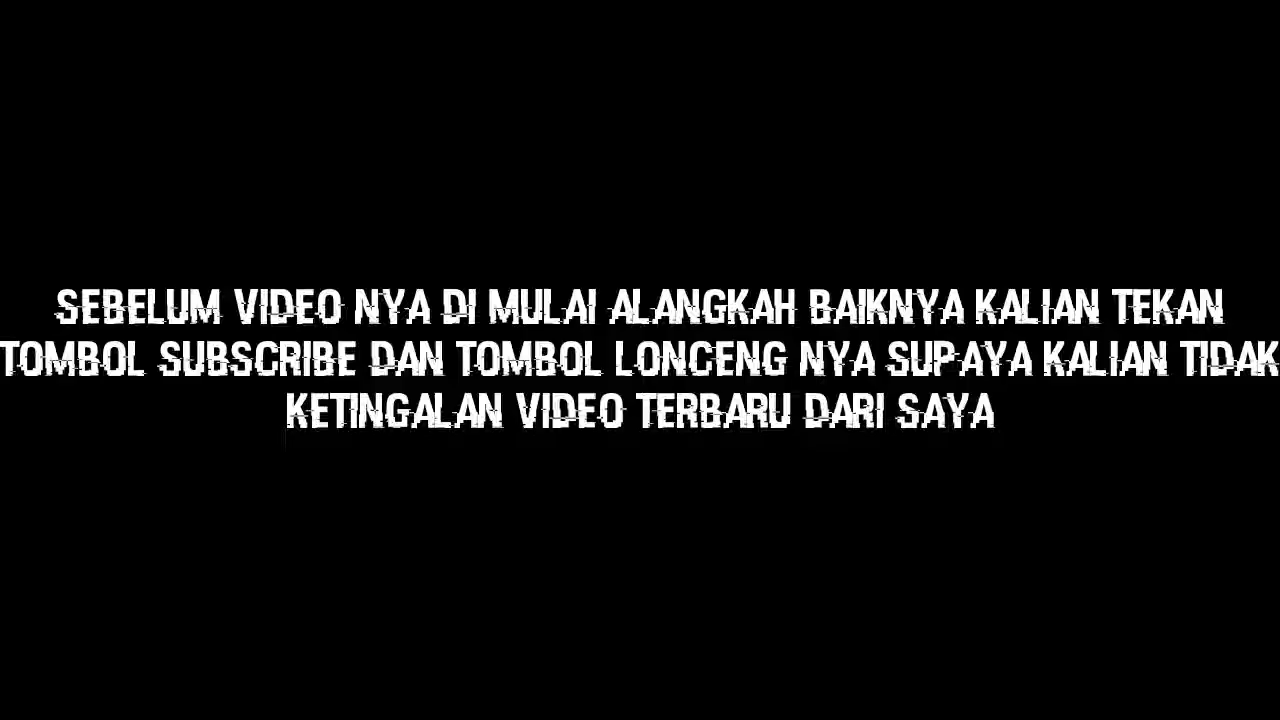 SEBELUM VIDEO NYA DI MULAI ALANGKAH BAIKNYA KALIAN TEKAN
TOMBOL SUBSCRIBE DAN TOMBOL LONCENG NYA SUPAYA KALIAN TIDAK
KETINGALAN VIDEO TERBARU DARI SAYA